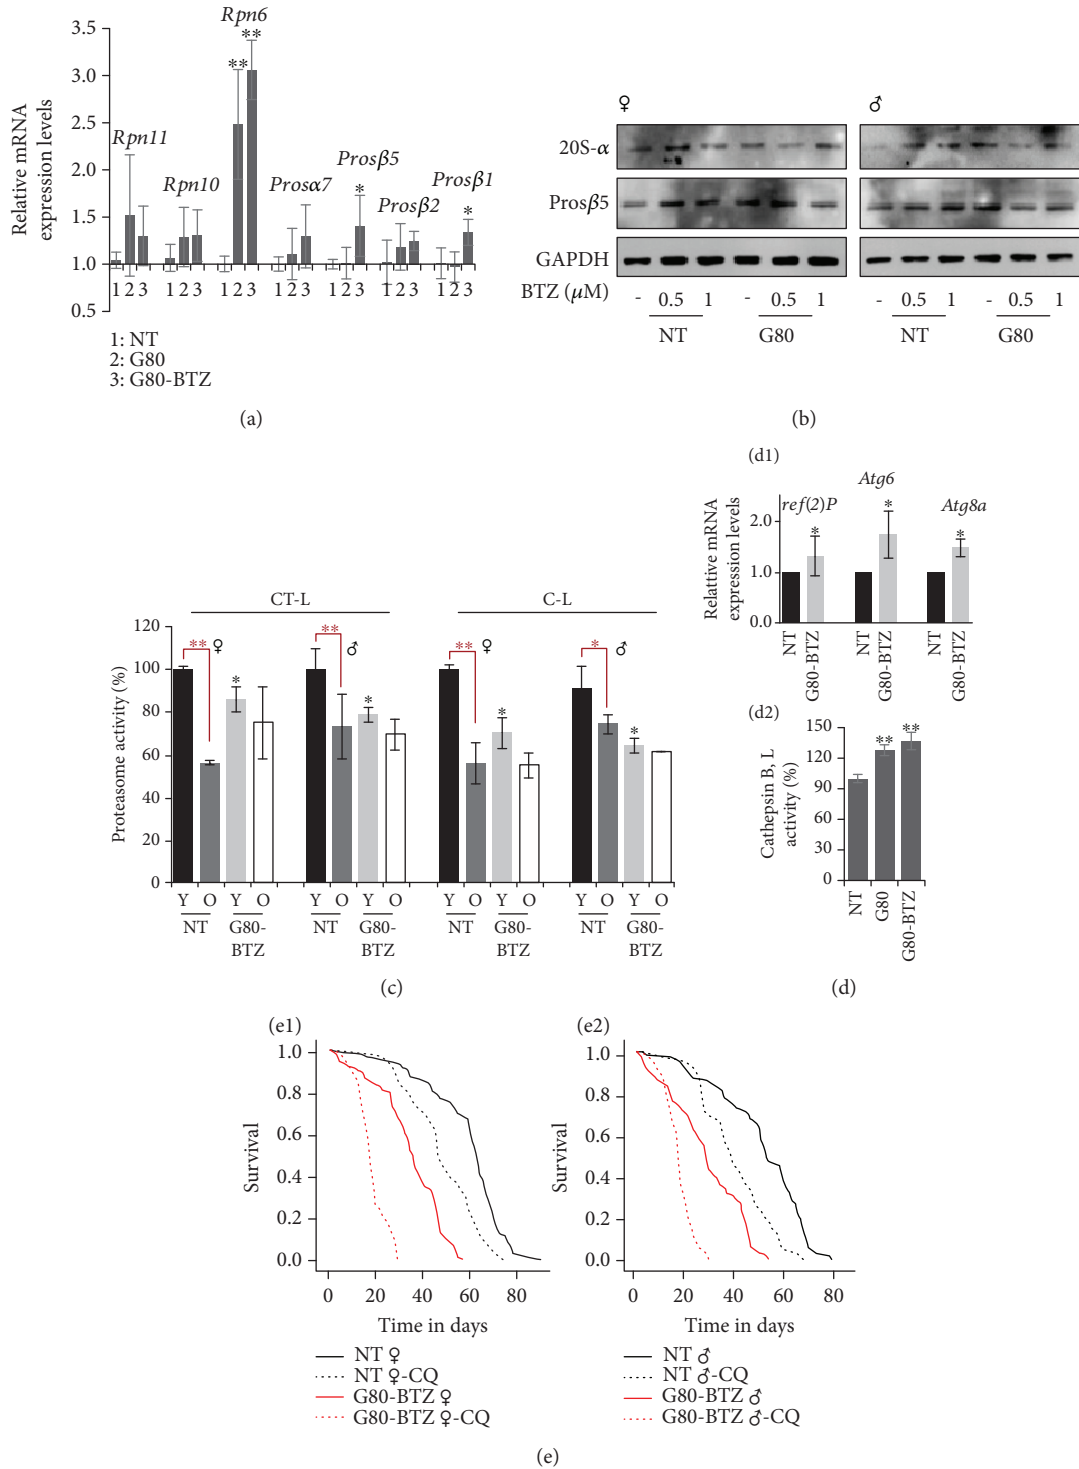 Relative mRNA
expression levels
3.5
3.0
2.5
2.0
1.5
1.0
0.5
Rpn11
Rpn10
Rpn6
**
**
Prosα7
Prosβ5
*
Prosβ2
Prosβ1
*
1 2 3 1 2 3 1 2 3 1 2 3 1 2 3 1 2 3 1 2 3
1: NT
2: G80
3: G80-BTZ
(a)
♀ ♂
20S-α
Prosβ5
GAPDH
BTZ (μM) - 0.5 1 - 0.5 1 - 0.5 1 - 0.5 1
NT G80 NT G80
(b)
CT-L C-L
Proteasome activity (%)
120
100
80
60
40
20
0
** ♀ *
** ♂ *
** ♀ *
* ♂ *
Y O Y O Y O Y O Y O Y O Y O Y O
NT G80-BTZ NT G80-BTZ NT G80-BTZ NT G80-BTZ
(c)
(d1)
Relattive mRNA
expression levels
2.0
1.0
0
ref(2)P
*
Atg6
*
Atg8a
*
NT G80-BTZ NT G80-BTZ NT G80-BTZ
(d2)
Cathepsin B, L
activity (%)
150
120
90
60
30
0
** **
NT G80 G80-BTZ
(d)
(e1)
Survival
1.0
0.8
0.6
0.4
0.2
0.0
0 20 40 60 80
Time in days
NT ♀
NT ♀-CQ
G80-BTZ ♀
G80-BTZ ♀-CQ
(e2)
Survival
1.0
0.8
0.6
0.4
0.2
0.0
0 20 40 60 80
Time in days
NT ♂
NT ♂-CQ
G80-BTZ ♂
G80-BTZ ♂-CQ
(e)